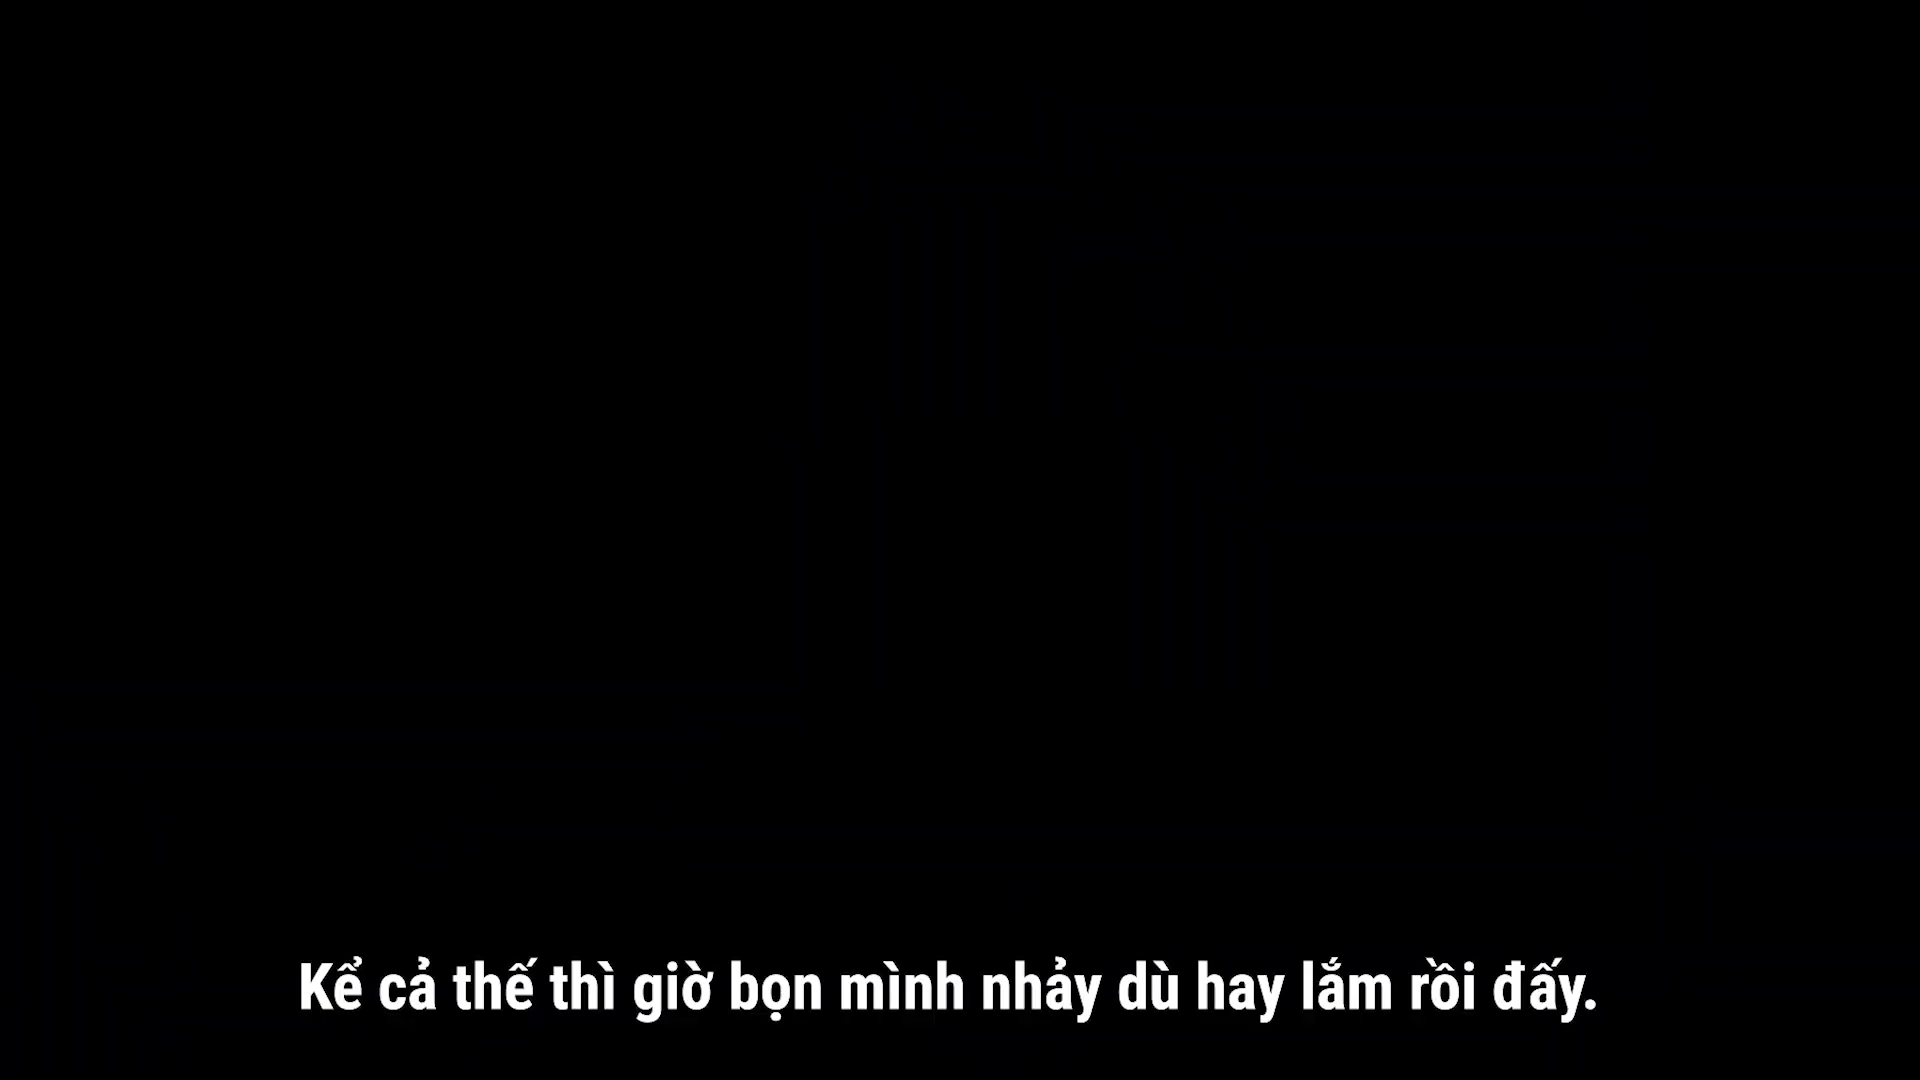 Kể cả thế thì giờ bọn mình nhảy dù hay lắm rồi đấy.